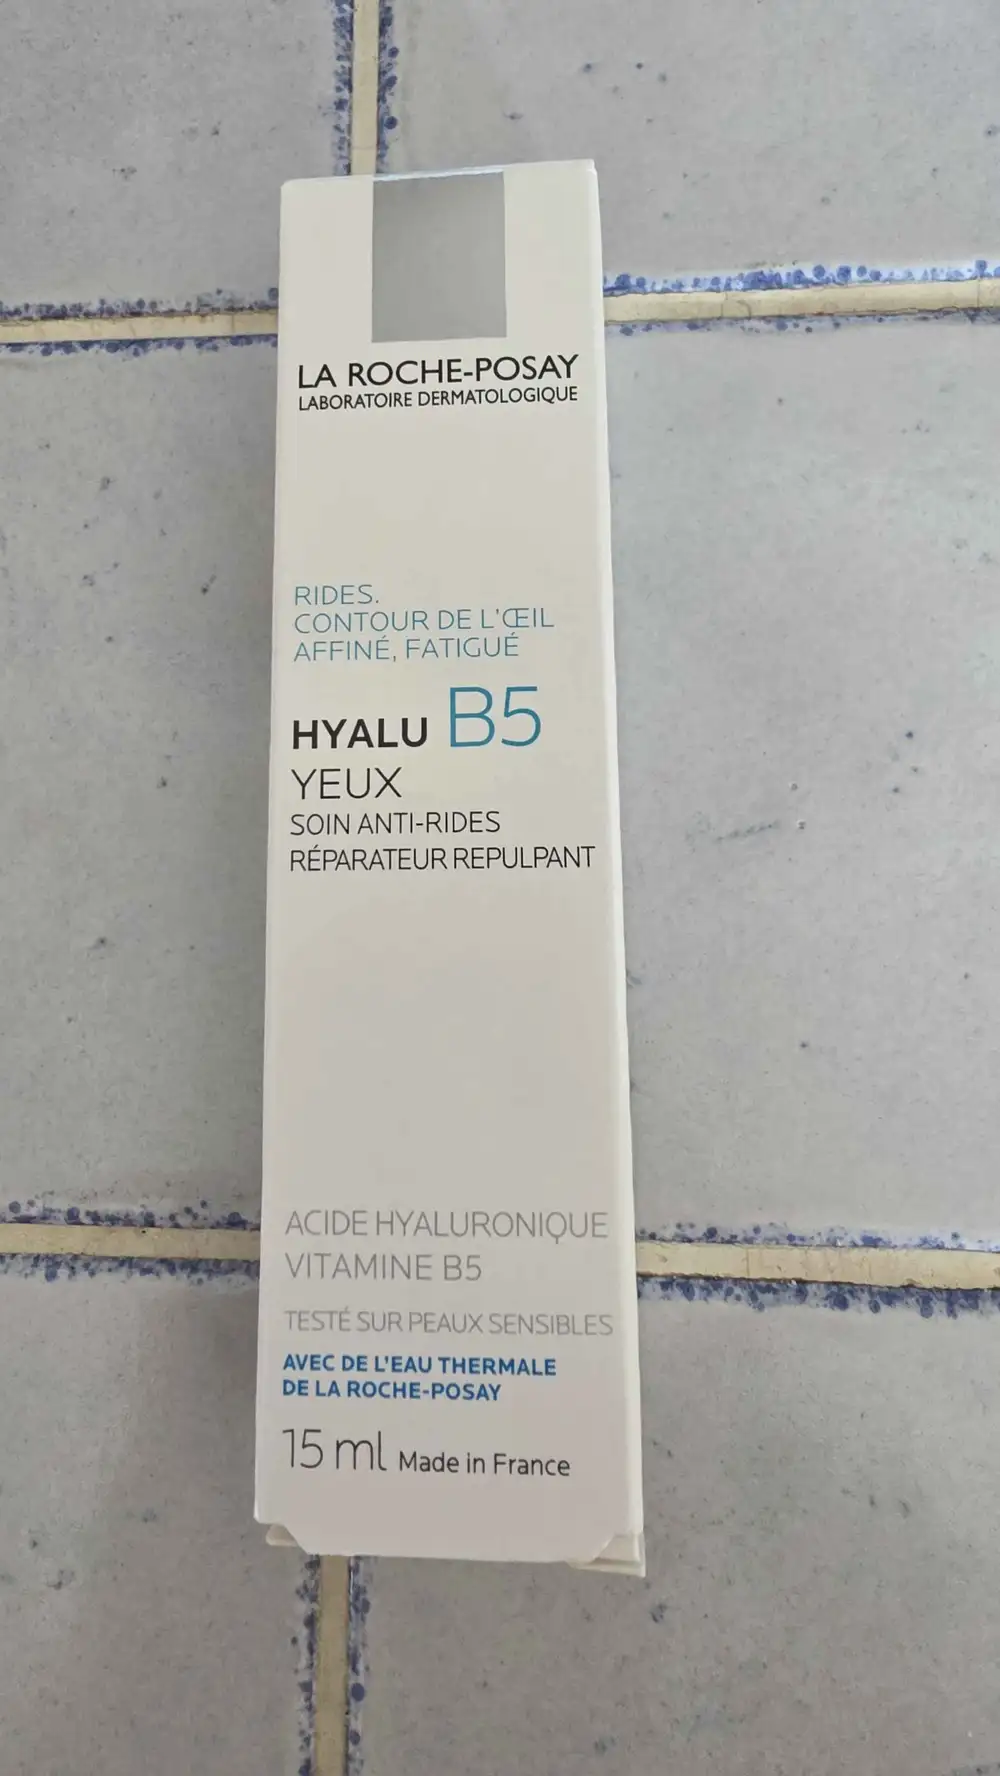 LA ROCHE-POSAY
LABORATOIRE DERMATOLOGIQUE
RIDES.
CONTOUR DE L'ŒIL
AFFINÉ, FATIGUÉ
HYALU B5
YEUX
SOIN ANTI-RIDES
RÉPARATEUR REPULPANT
ACIDE HYALURONIQUE
VITAMINE B5
TESTÉ SUR PEAUX SENSIBLES
AVEC DE L'EAU THERMALE
DE LA ROCHE-POSAY
15 ml Made in France